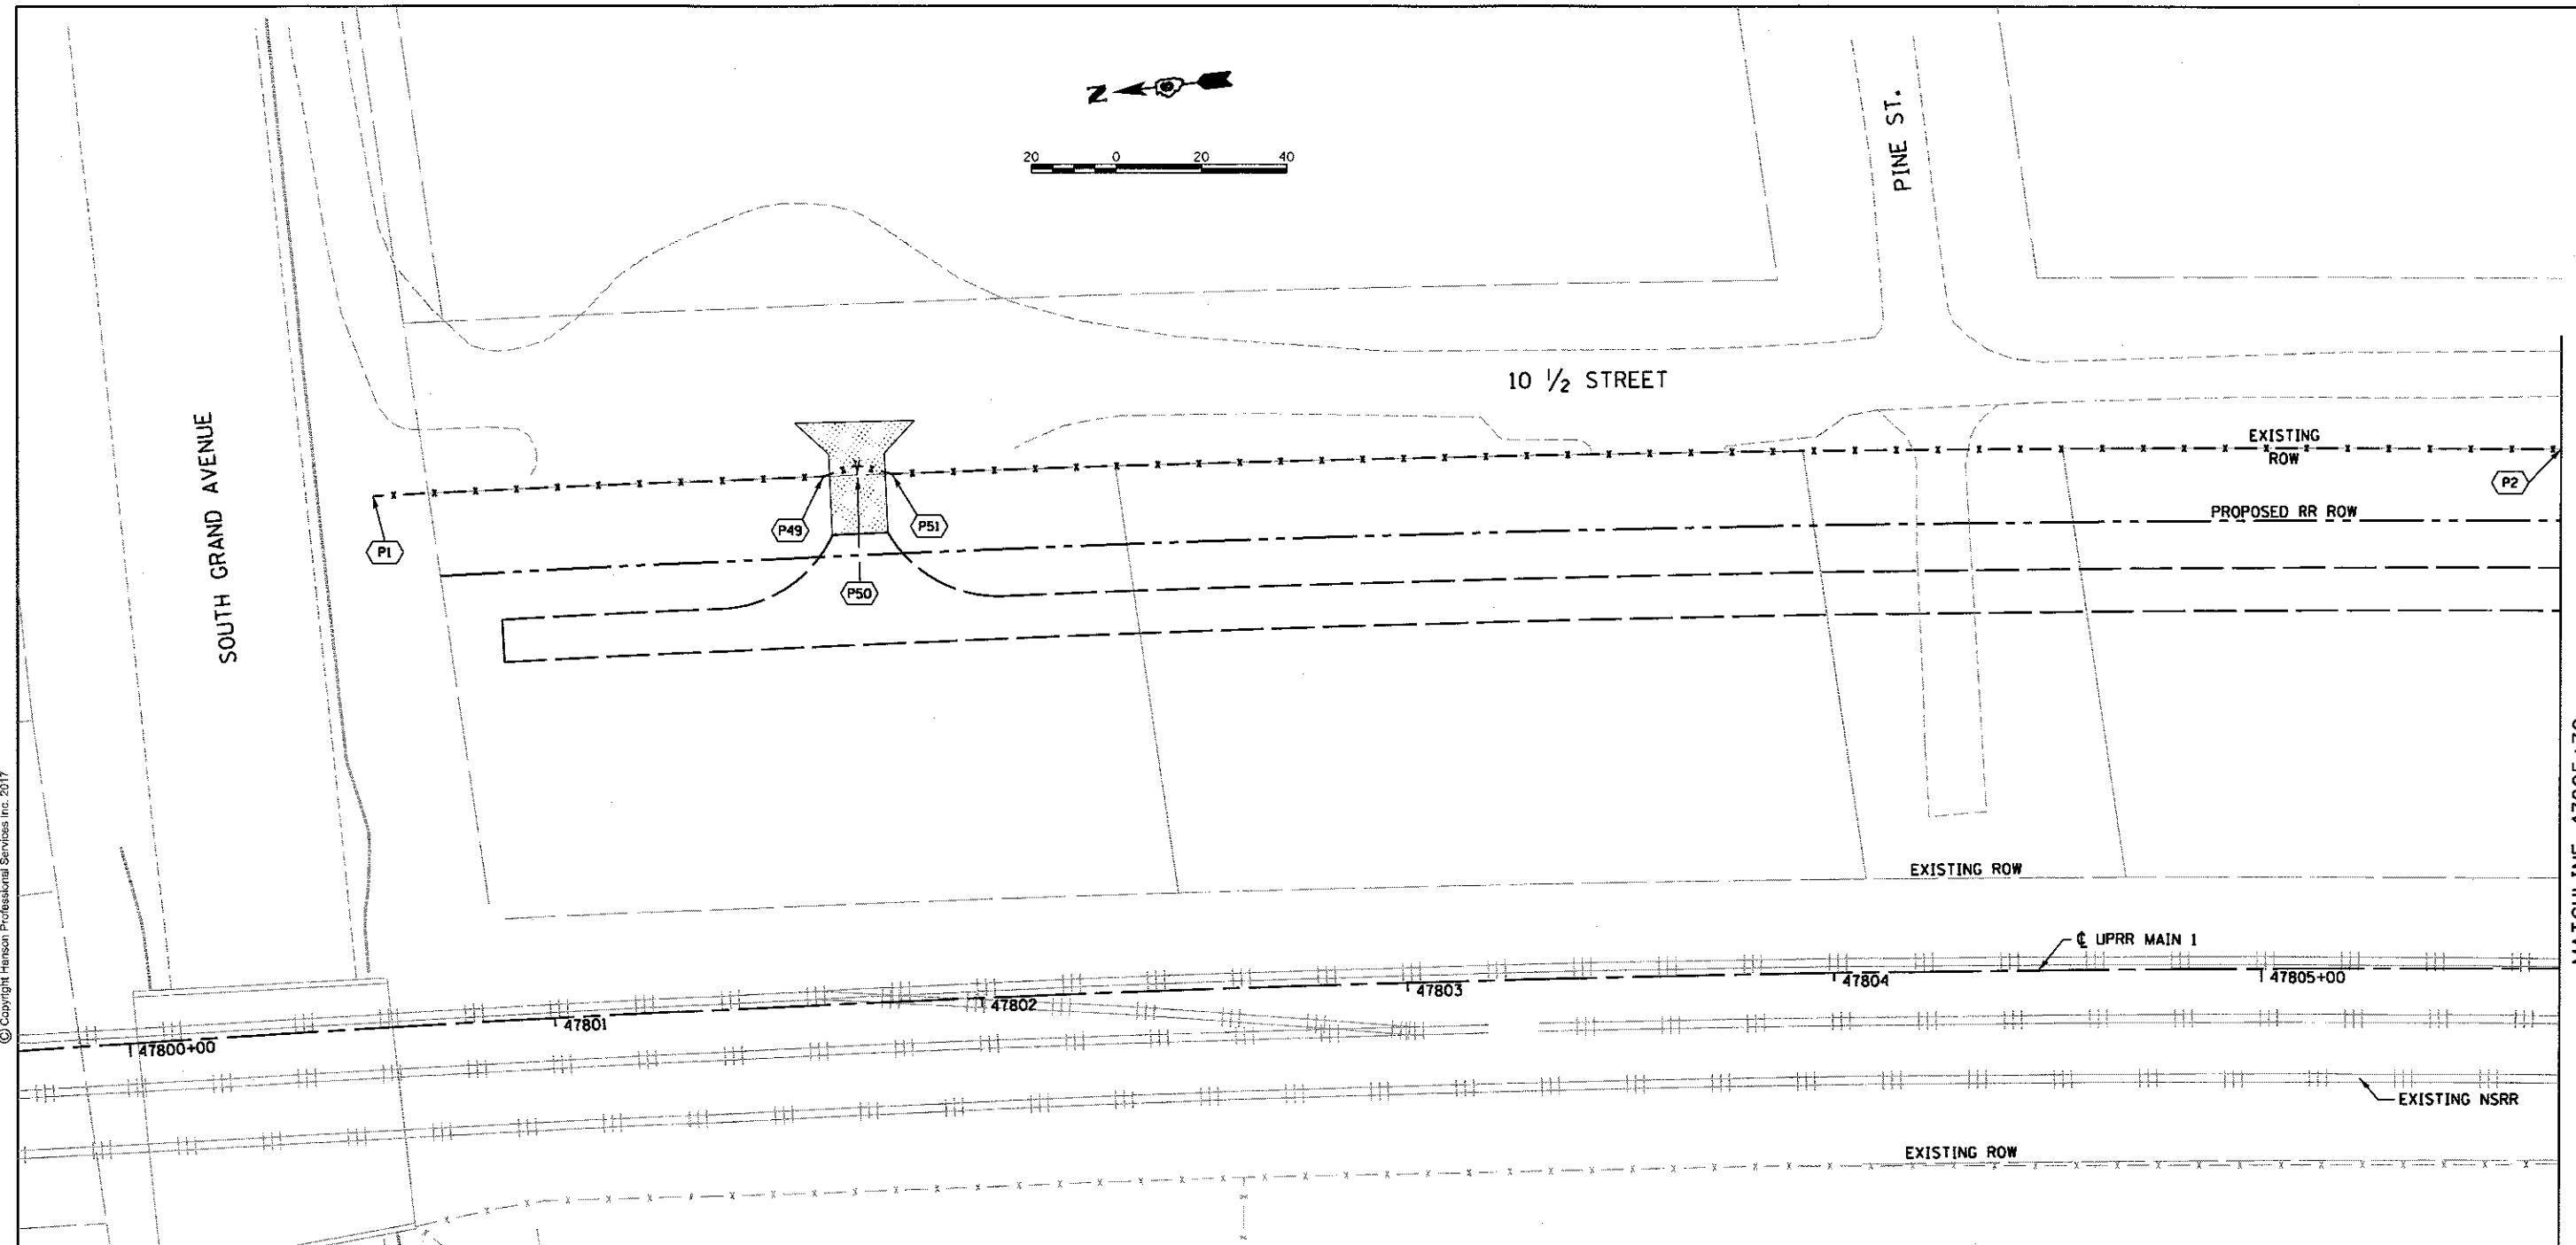 N
20 0 20 40
PINE ST.
10 1/2 STREET
SOUTH GRAND AVENUE
EXISTING
ROW
P1
P49
P50
P51
P2
PROPOSED RR ROW
EXISTING ROW
℄ UPRR MAIN 1
47800+00
47801
47802
47803
47804
47805+00
EXISTING NSRR
EXISTING ROW
© Copyright Hanson Professional Services Inc. 2017